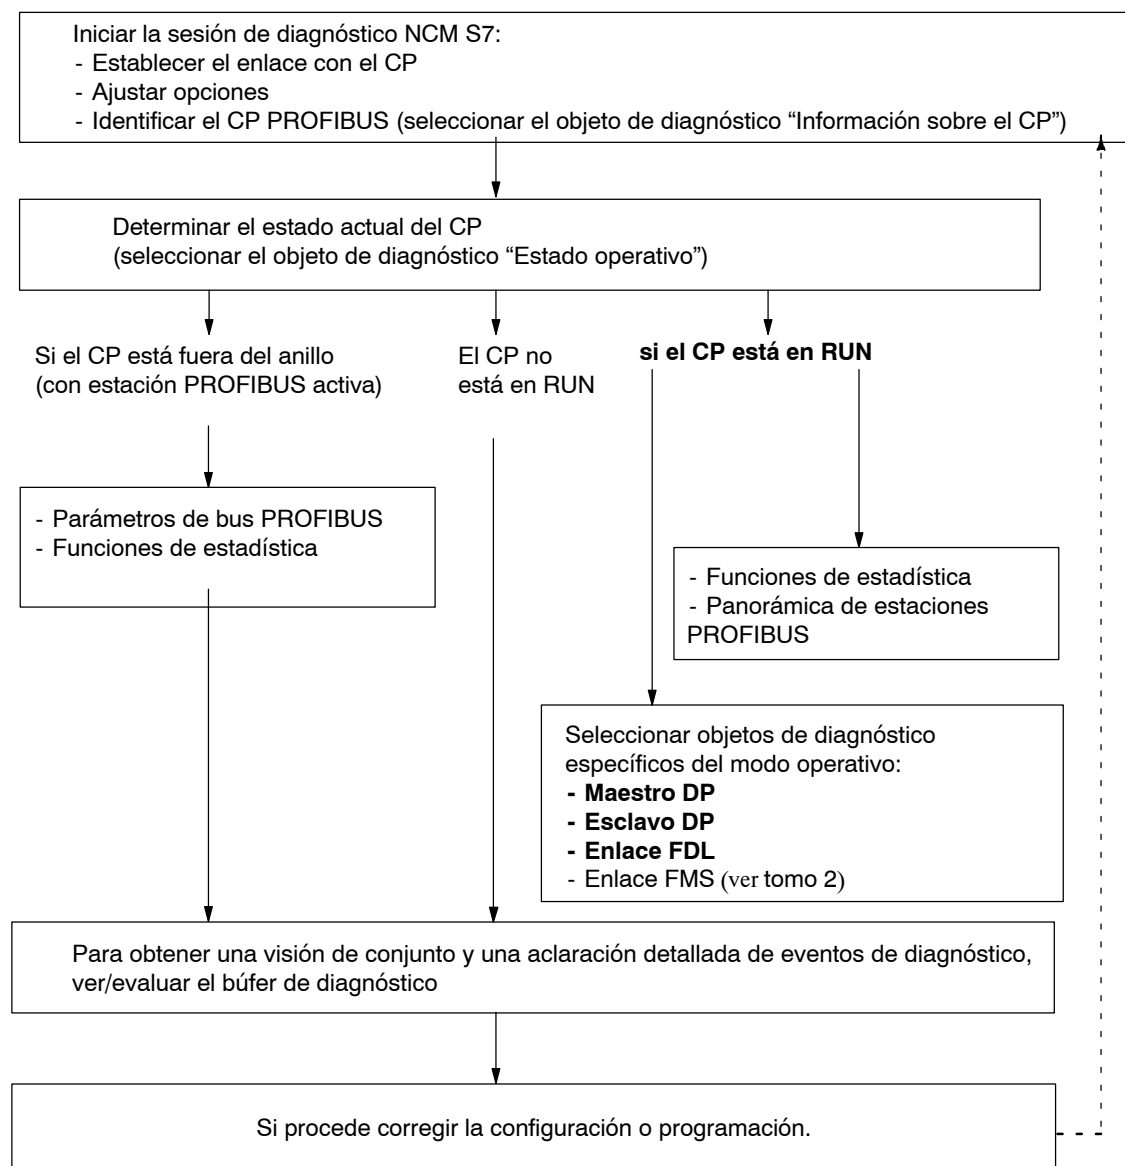 Iniciar la sesión de diagnóstico NCM S7:
- Establecer el enlace con el CP
- Ajustar opciones
- Identificar el CP PROFIBUS (seleccionar el objeto de diagnóstico “Información sobre el CP”)
Determinar el estado actual del CP
(seleccionar el objeto de diagnóstico “Estado operativo”)
Si el CP está fuera del anillo
(con estación PROFIBUS activa)
El CP no
está en RUN
si el CP está en RUN
- Parámetros de bus PROFIBUS
- Funciones de estadística
- Funciones de estadística
- Panorámica de estaciones
PROFIBUS
Seleccionar objetos de diagnóstico
específicos del modo operativo:
- Maestro DP
- Esclavo DP
- Enlace FDL
- Enlace FMS (ver tomo 2)
Para obtener una visión de conjunto y una aclaración detallada de eventos de diagnóstico,
ver/evaluar el búfer de diagnóstico
Si procede corregir la configuración o programación.